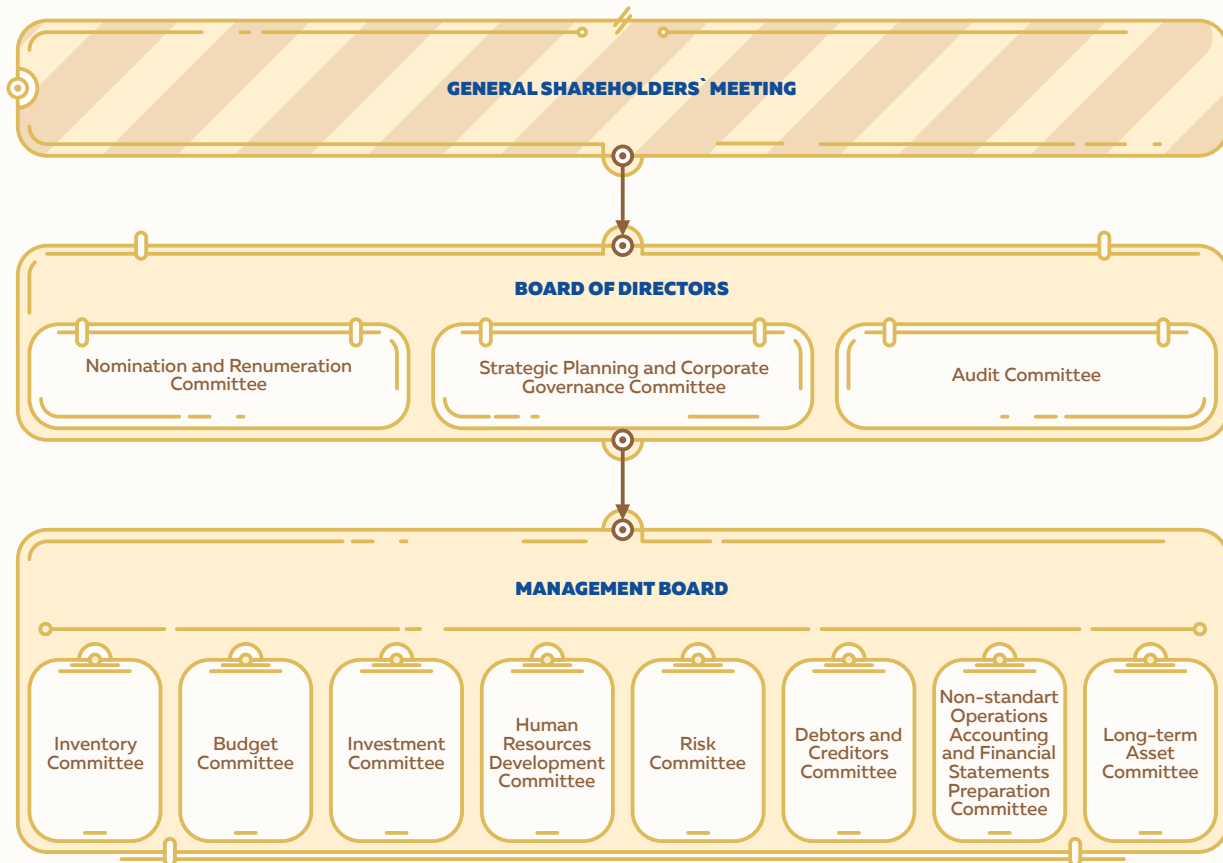 GENERAL SHAREHOLDERS` MEETING
BOARD OF DIRECTORS
Nomination and Renumeration
Committee
Strategic Planning and Corporate
Governance Committee
Audit Committee
MANAGEMENT BOARD
Inventory
Committee
Budget
Committee
Investment
Committee
Human
Resources
Development
Committee
Risk
Committee
Debtors and
Creditors
Committee
Non-standart
Operations
Accounting
and Financial
Statements
Preparation
Committee
Long-term
Asset
Committee